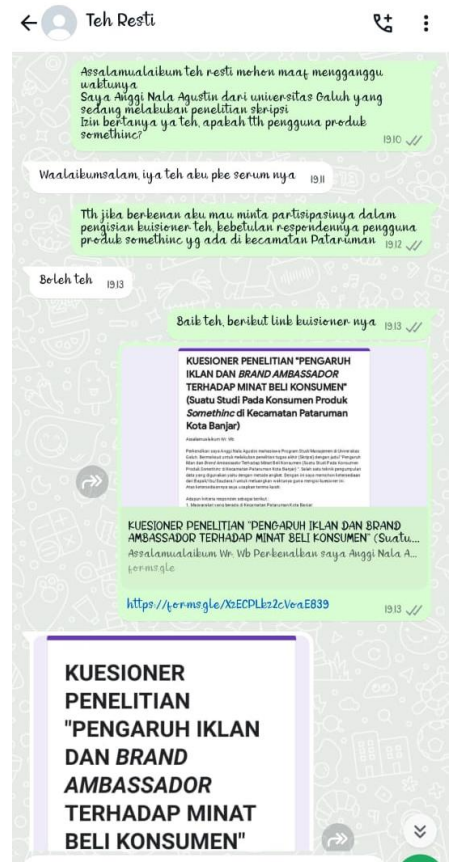 Teh Resti
Assalamualaikum teh resti mohon maaf mengganggu
waktunya
Saya Anggi Nala Agustin dari universitas Galuh yang
sedang melakukan penelitian skripsi
Izin bertanya ya teh, apakah tth pengguna produk
somethinc?
19.10
Waalaikumsalam, iya teh aku pke serum nya
19.11
Tth jika berkenan aku mau minta partisipasinya dalam
pengisian kuisioner teh, kebetulan respondennya pengguna
produk somethinc yg ada di kecamatan Pataruman
19.12
Boleh teh
19.13
Baik teh, berikut link kuisioner nya
19.13
KUESIONER PENELITIAN "PENGARUH
IKLAN DAN BRAND AMBASSADOR
TERHADAP MINAT BELI KONSUMEN"
(Suatu Studi Pada Konsumen Produk
Somethinc di Kecamatan Pataruman
Kota Banjar)
Assalamualaikum Wr. Wb
KUESIONER PENELITIAN "PENGARUH IKLAN DAN BRAND
AMBASSADOR TERHADAP MINAT BELI KONSUMEN" (Suatu...
Assalamualaikum Wr. Wb Perkenalkan saya Anggi Nala A...
forms.gle
19.13
KUESIONER
PENELITIAN
"PENGARUH IKLAN
DAN BRAND
AMBASSADOR
TERHADAP MINAT
BELI KONSUMEN"